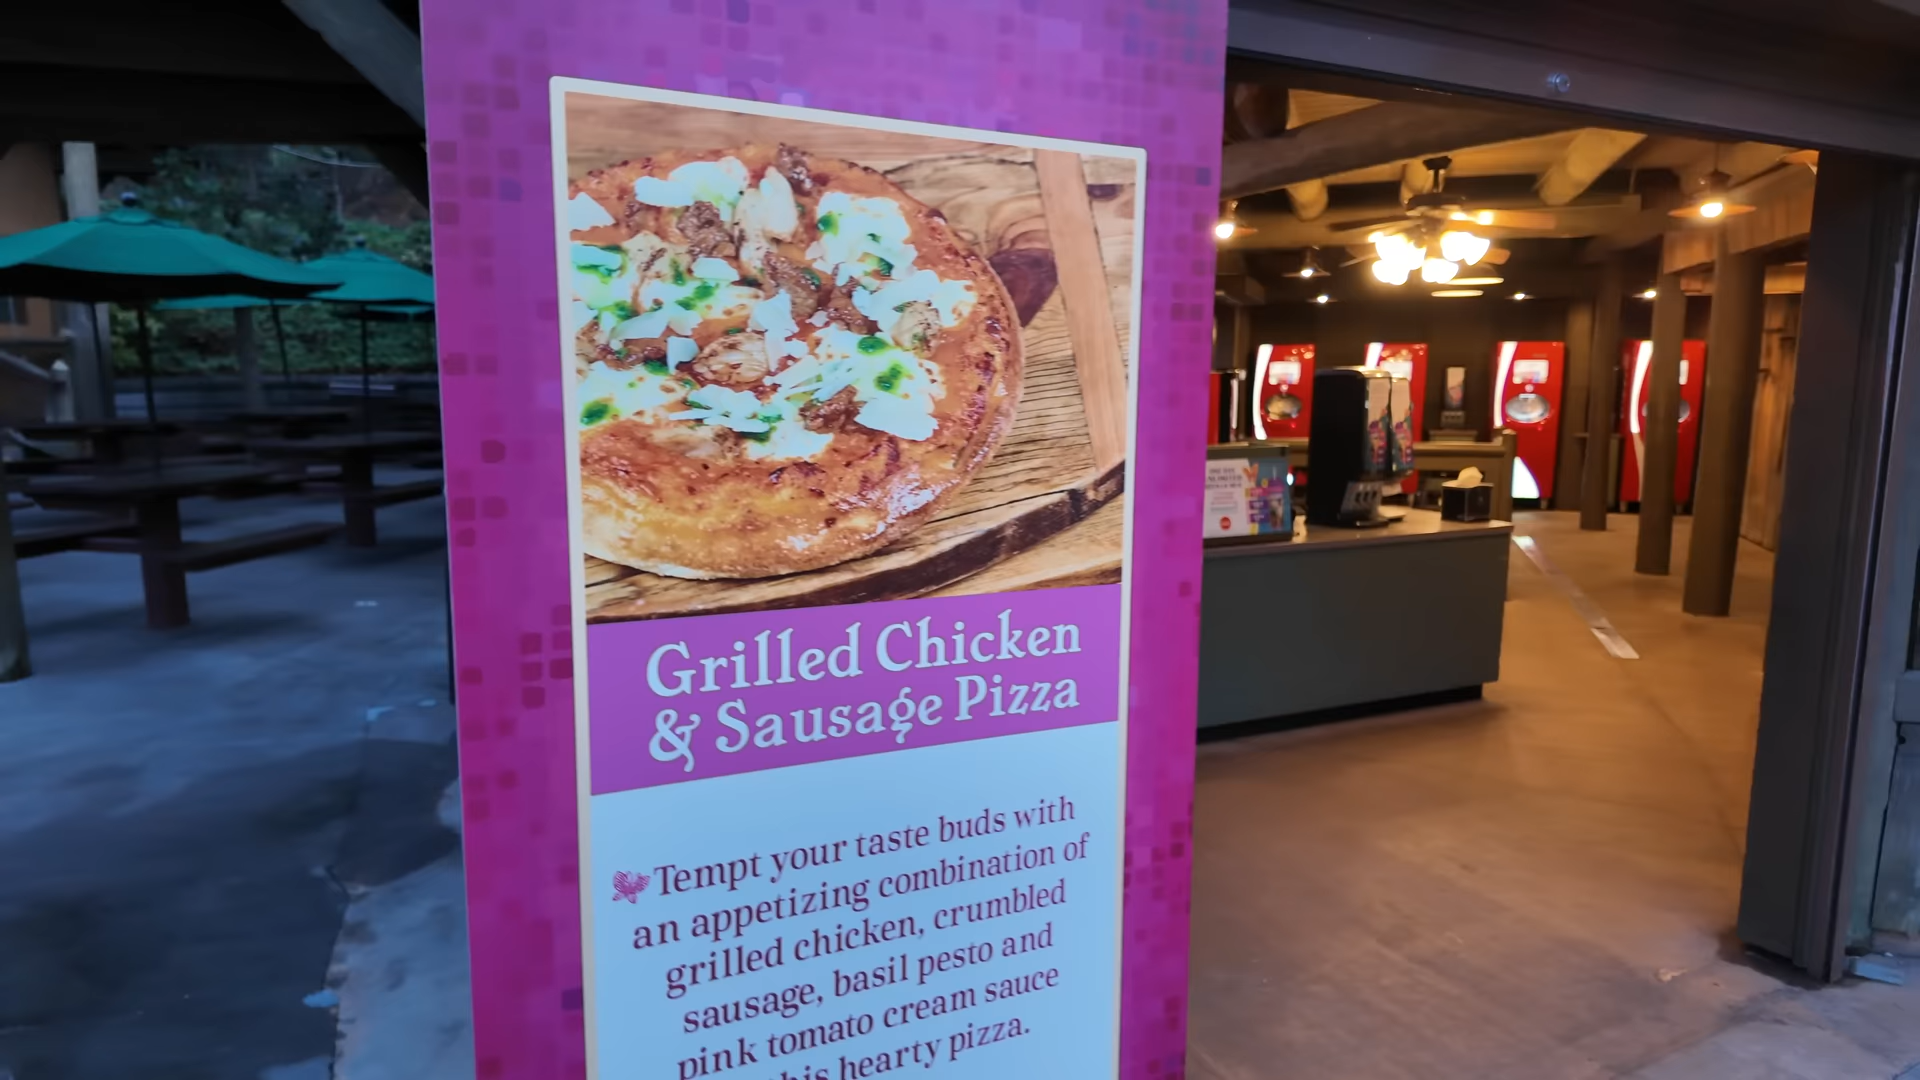 Grilled Chicken
& Sausage Pizza
Tempt your taste buds with
an appetizing combination of
grilled chicken, crumbled
sausage, basil pesto and
pink tomato cream sauce
this hearty pizza.